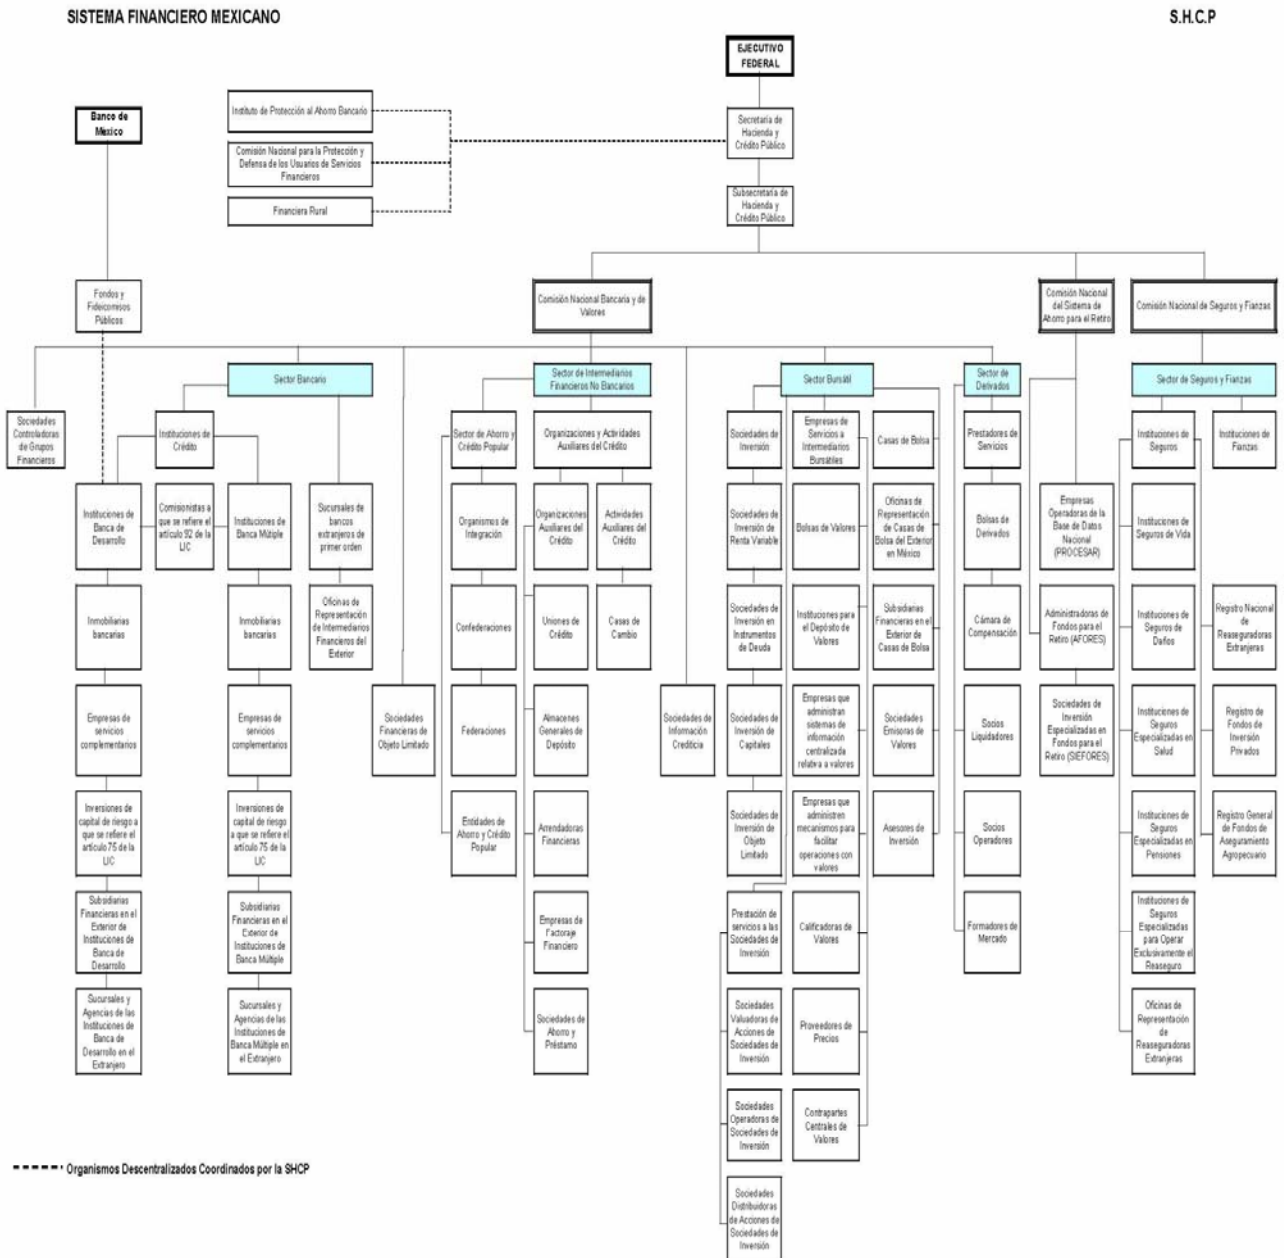 SISTEMA FINANCIERO MEXICANO
S.H.C.P
EJECUTIVO
FEDERAL
Banco de
México
Instituto de Protección al Ahorro Bancario
Comisión Nacional para la Protección y
Defensa de los Usuarios de Servicios
Financieros
Financiera Rural
Secretaría de
Hacienda y
Crédito Público
Subsecretaría de
Hacienda y
Crédito Público
Fondos y
Fideicomisos
Públicos
Comisión Nacional Bancaria y de
Valores
Comisión Nacional
del Sistema de
Ahorro para el Retiro
Comisión Nacional de Seguros y Fianzas
Sector Bancario
Sector de Intermediarios
Financieros No Bancarios
Sector Bursátil
Sector de
Derivados
Sector de Seguros y Fianzas
Sociedades
Controladoras
de Grupos
Financieros
Instituciones de
Crédito
Sector de Ahorro y
Crédito Popular
Organizaciones y Actividades
Auxiliares del Crédito
Sociedades de
Inversión
Empresas de
Servicios a
Intermediarios
Bursátiles
Casas de Bolsa
Prestadores de
Servicios
Instituciones de
Seguros
Instituciones de
Fianzas
Instituciones de
Banca de
Desarrollo
Comisionistas a
que se refiere el
artículo 92 de la
LIC
Instituciones de
Banca Múltiple
Sucursales de
bancos
extranjeros de
primer orden
Organismos de
Integración
Organizaciones
Auxiliares del
Crédito
Actividades
Auxiliares del
Crédito
Sociedades de
Inversión de
Renta Variable
Bolsas de Valores
Oficinas de
Representación
de Casas de
Bolsa del Exterior
en México
Bolsas de
Derivados
Empresas
Operadoras de la
Base de Datos
Nacional
(PROCESAR)
Instituciones de
Seguros de Vida
Inmobiliarias
bancarias
Inmobiliarias
bancarias
Oficinas de
Representación
de Intermediarios
Financieros del
Exterior
Confederaciones
Uniones de
Crédito
Casas de
Cambio
Sociedades de
Inversión en
Instrumentos
de Deuda
Instituciones para
el Depósito de
Valores
Subsidiarias
Financieras en el
Exterior de
Casas de Bolsa
Cámara de
Compensación
Administradoras de
Fondos para el
Retiro (AFORES)
Instituciones de
Seguros de
Daños
Registro Nacional
de
Reaseguradoras
Extranjeras
Empresas de
servicios
complementarios
Empresas de
servicios
complementarios
Sociedades
Financieras de
Objeto Limitado
Federaciones
Almacenes
Generales de
Depósito
Sociedades de
Información
Crediticia
Sociedades de
Inversión de
Capitales
Empresas que
administran
sistemas de
información
centralizada
relativa a valores
Sociedades
Emisoras de
Valores
Socios
Liquidadores
Sociedades de
Inversión
Especializadas en
Fondos para el
Retiro (SIEFORES)
Instituciones de
Seguros
Especializadas en
Salud
Registro de
Fondos de
Inversión
Privados
Inversiones de
capital de riesgo a
que se refiere el
artículo 75 de la
LIC
Inversiones de
capital de riesgo
a que se refiere el
artículo 75 de la
LIC
Entidades de
Ahorro y Crédito
Popular
Arrendadoras
Financieras
Sociedades de
Inversión de
Objeto
Limitado
Empresas que
administren
mecanismos para
facilitar
operaciones con
valores
Asesores de
Inversión
Socios
Operadores
Instituciones de
Seguros
Especializadas en
Pensiones
Registro General
de Fondos de
Aseguramiento
Agropecuario
Subsidiarias
Financieras en el
Exterior de
Instituciones de
Banca de
Desarrollo
Subsidiarias
Financieras en el
Exterior de
Instituciones de
Banca Múltiple
Empresas de
Factoraje
Financiero
Prestación de
servicios a las
Sociedades de
Inversión
Calificadoras de
Valores
Formadores de
Mercado
Instituciones de
Seguros
Especializadas
para Operar
Exclusivamente el
Reaseguro
Sucursales y
Agencias de las
Instituciones de
Banca de
Desarrollo en el
Extranjero
Sucursales y
Agencias de las
Instituciones de
Banca Múltiple en
el Extranjero
Sociedades de
Ahorro y
Préstamo
Sociedades
Valuadoras de
Acciones de
Sociedades de
Inversión
Proveedores de
Precios
Oficinas de
Representación
de
Reaseguradoras
Extranjeras
Sociedades
Operadoras de
Sociedades de
Inversión
Contrapartes
Centrales de
Valores
Organismos Descentralizados Coordinados por la SHCP
Sociedades
Distribuidoras
de Acciones de
Sociedades de
Inversión